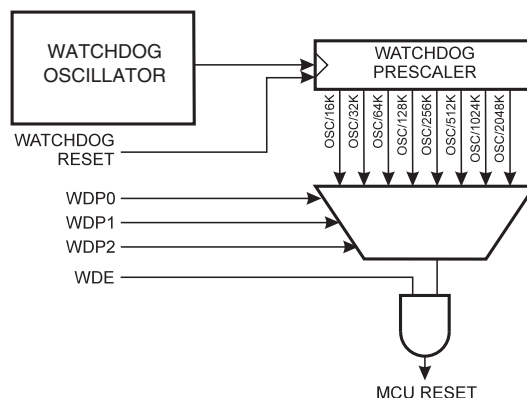 WATCHDOG
OSCILLATOR
WATCHDOG
PRESCALER
WATCHDOG
RESET
OSC/16K
OSC/32K
OSC/64K
OSC/128K
OSC/256K
OSC/512K
OSC/1024K
OSC/2048K
WDP0
WDP1
WDP2
WDE
MCU RESET